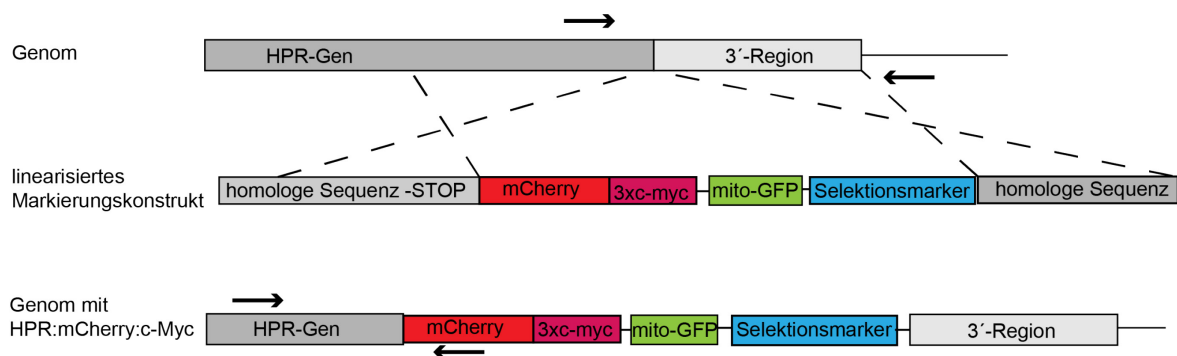 Genom
HPR-Gen
3´-Region
linearisiertes
Markierungskonstrukt
homologe Sequenz -STOP
mCherry
3xc-myc
mito-GFP
Selektionsmarker
homologe Sequenz
Genom mit
HPR:mCherry:c-Myc
HPR-Gen
mCherry
3xc-myc
mito-GFP
Selektionsmarker
3´-Region